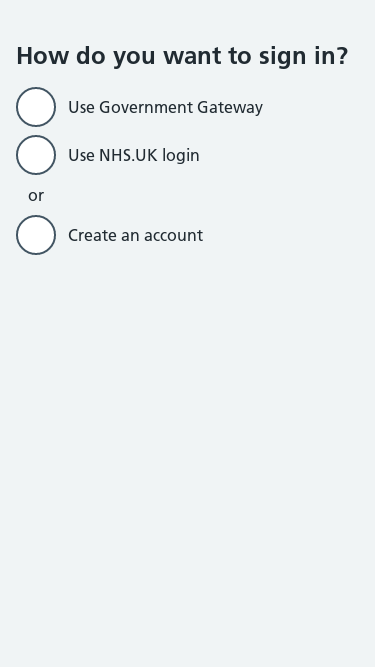 How do you want to sign in?
Use Government Gateway
Use NHS.UK login
or
Create an account